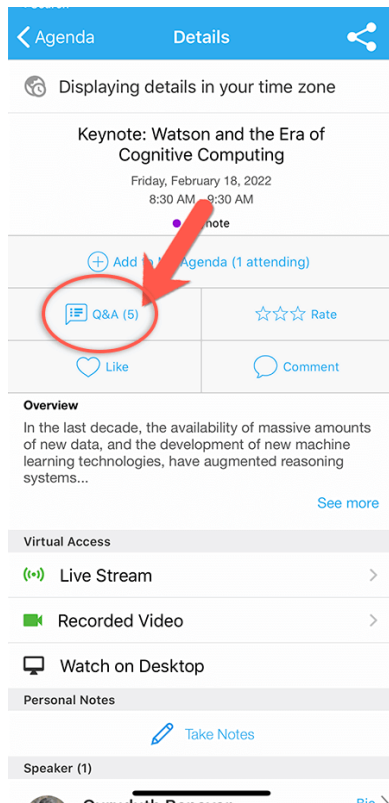 Agenda
Details
Displaying details in your time zone
Keynote: Watson and the Era of
Cognitive Computing
Friday, February 18, 2022
8:30 AM 9:30 AM
Add Agenda (1 attending)
Q&A (5)
Rate
Like
Comment
Overview
In the last decade, the availability of massive amounts
of new data, and the development of new machine
learning technologies, have augmented reasoning
systems...
See more
Virtual Access
Live Stream
Recorded Video
Watch on Desktop
Personal Notes
Take Notes
Speaker (1)